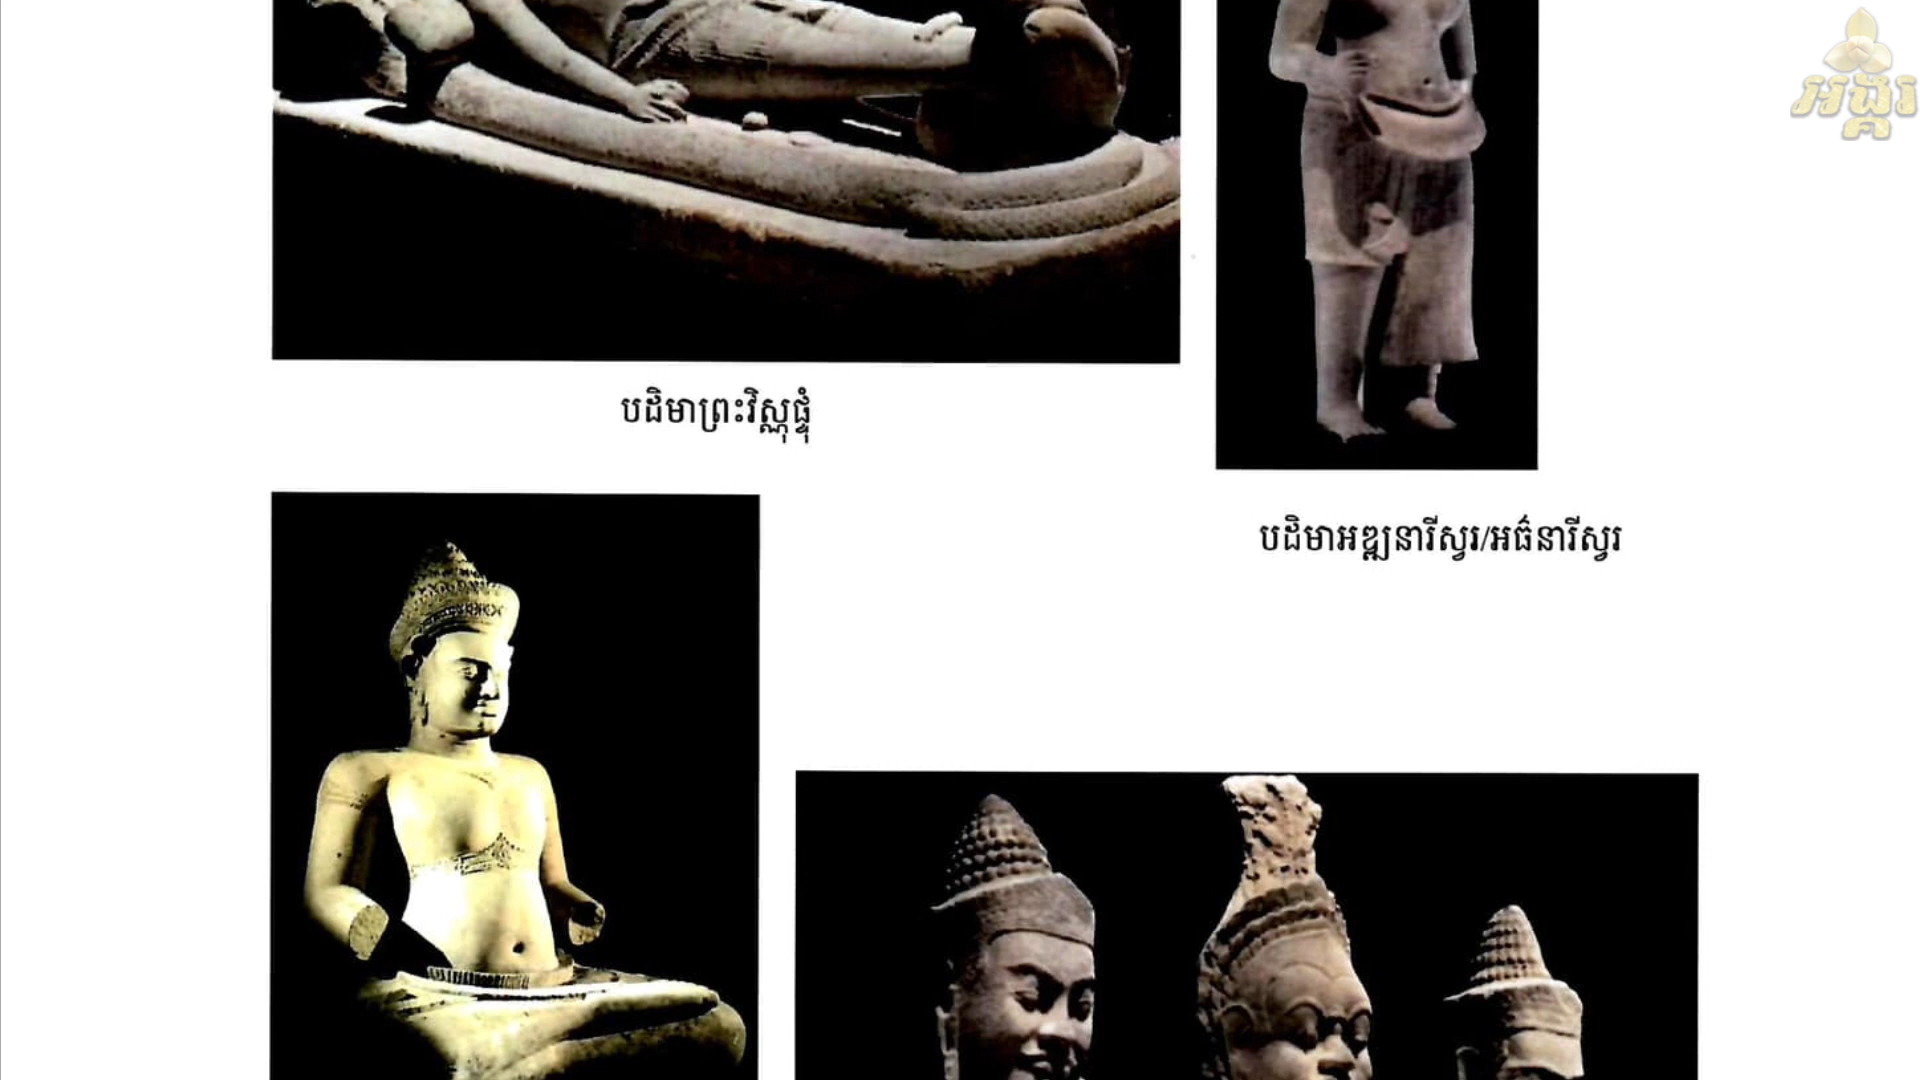 អង្គរ
បដិមាព្រះវិស្ណុផ្ទុំ
បដិមាអឌ្ឍនារីស្វរ/អធ៌នារីស្វរ